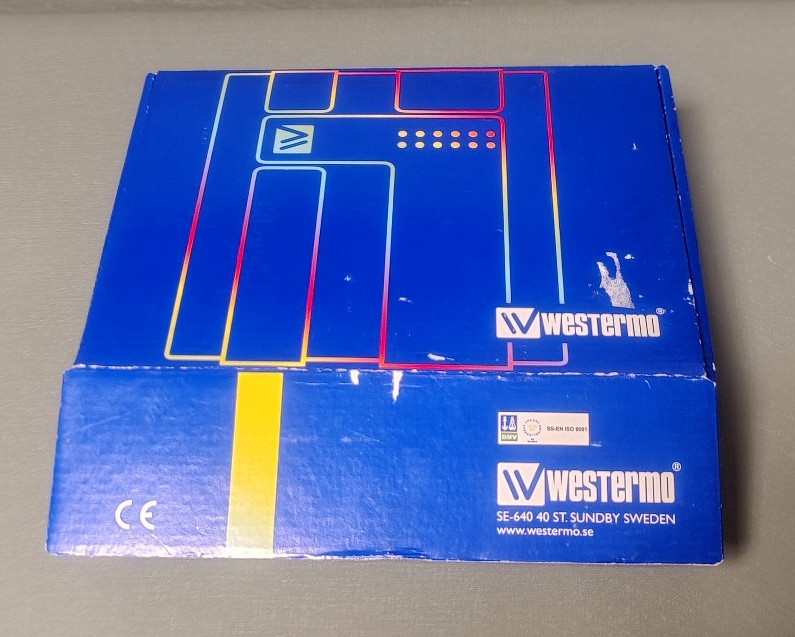 WESTERMO®
DNV
SS-EN ISO 9001
WESTERMO®
SE-640 40 ST. SUNDBY SWEDEN
www.westermo.se
CE